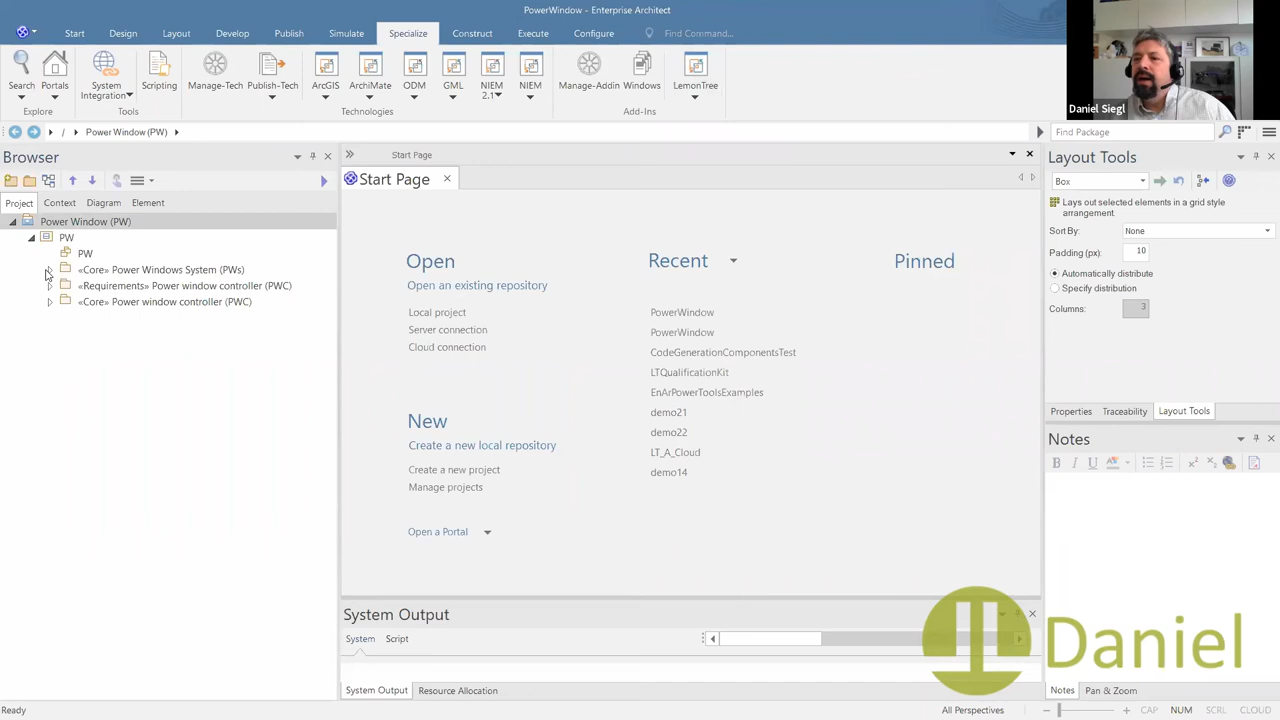 PowerWindow - Enterprise Architect
Start Design Layout Develop Publish Simulate Specialize Construct Execute Configure Find Command...
Search Portals System Integration Scripting Manage-Tech Publish-Tech ArcGIS ArchiMate ODM GML NIEM 2.1 NIEM Manage-Addin Windows LemonTree
Explore Tools Technologies Add-Ins
Daniel Siegl
/ Power Window (PW) Find Package
Browser
Project Context Diagram Element
Power Window (PW)
PW
PW
«Core» Power Windows System (PWs)
«Requirements» Power window controller (PWC)
«Core» Power window controller (PWC)
Start Page
Start Page
Open
Open an existing repository
Local project
Server connection
Cloud connection
New
Create a new local repository
Create a new project
Manage projects
Open a Portal
Recent
PowerWindow
PowerWindow
CodeGenerationComponentsTest
LTQualificationKit
EnArPowerToolsExamples
demo21
demo22
LT_A_Cloud
demo14
Pinned
System Output
System Script
System Output Resource Allocation
Layout Tools
Box
Lays out selected elements in a grid style
arrangement.
Sort By: None
Padding (px): 10
Automatically distribute
Specify distribution
Columns: 3
Properties Traceability Layout Tools
Notes
B I U A
Daniel
Notes Pan & Zoom
Ready All Perspectives CAP NUM SCRL CLOUD